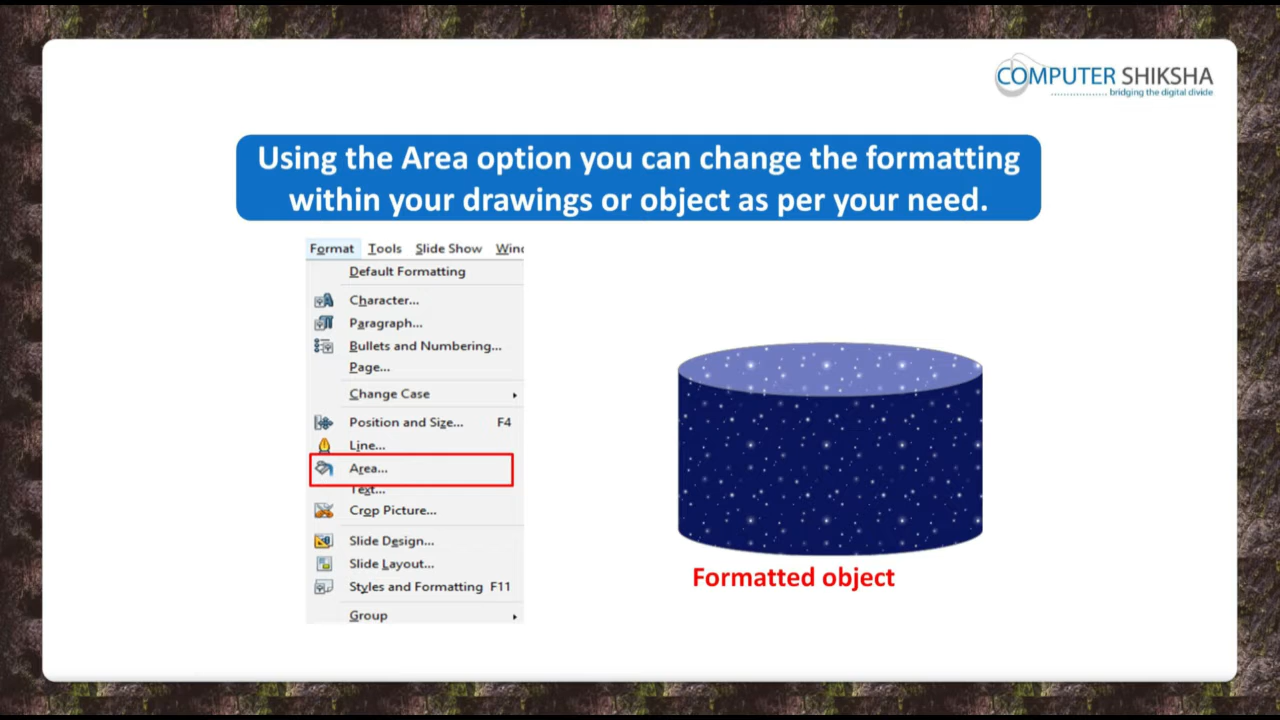 COMPUTER SHIKSHA
bridging the digital divide
Using the Area option you can change the formatting
within your drawings or object as per your need.
Format Tools Slide Show Wind
Default Formatting
Character...
Paragraph...
Bullets and Numbering...
Page...
Change Case
Position and Size... F4
Line...
Area...
Text...
Crop Picture...
Slide Design...
Slide Layout...
Styles and Formatting F11
Group
Formatted object